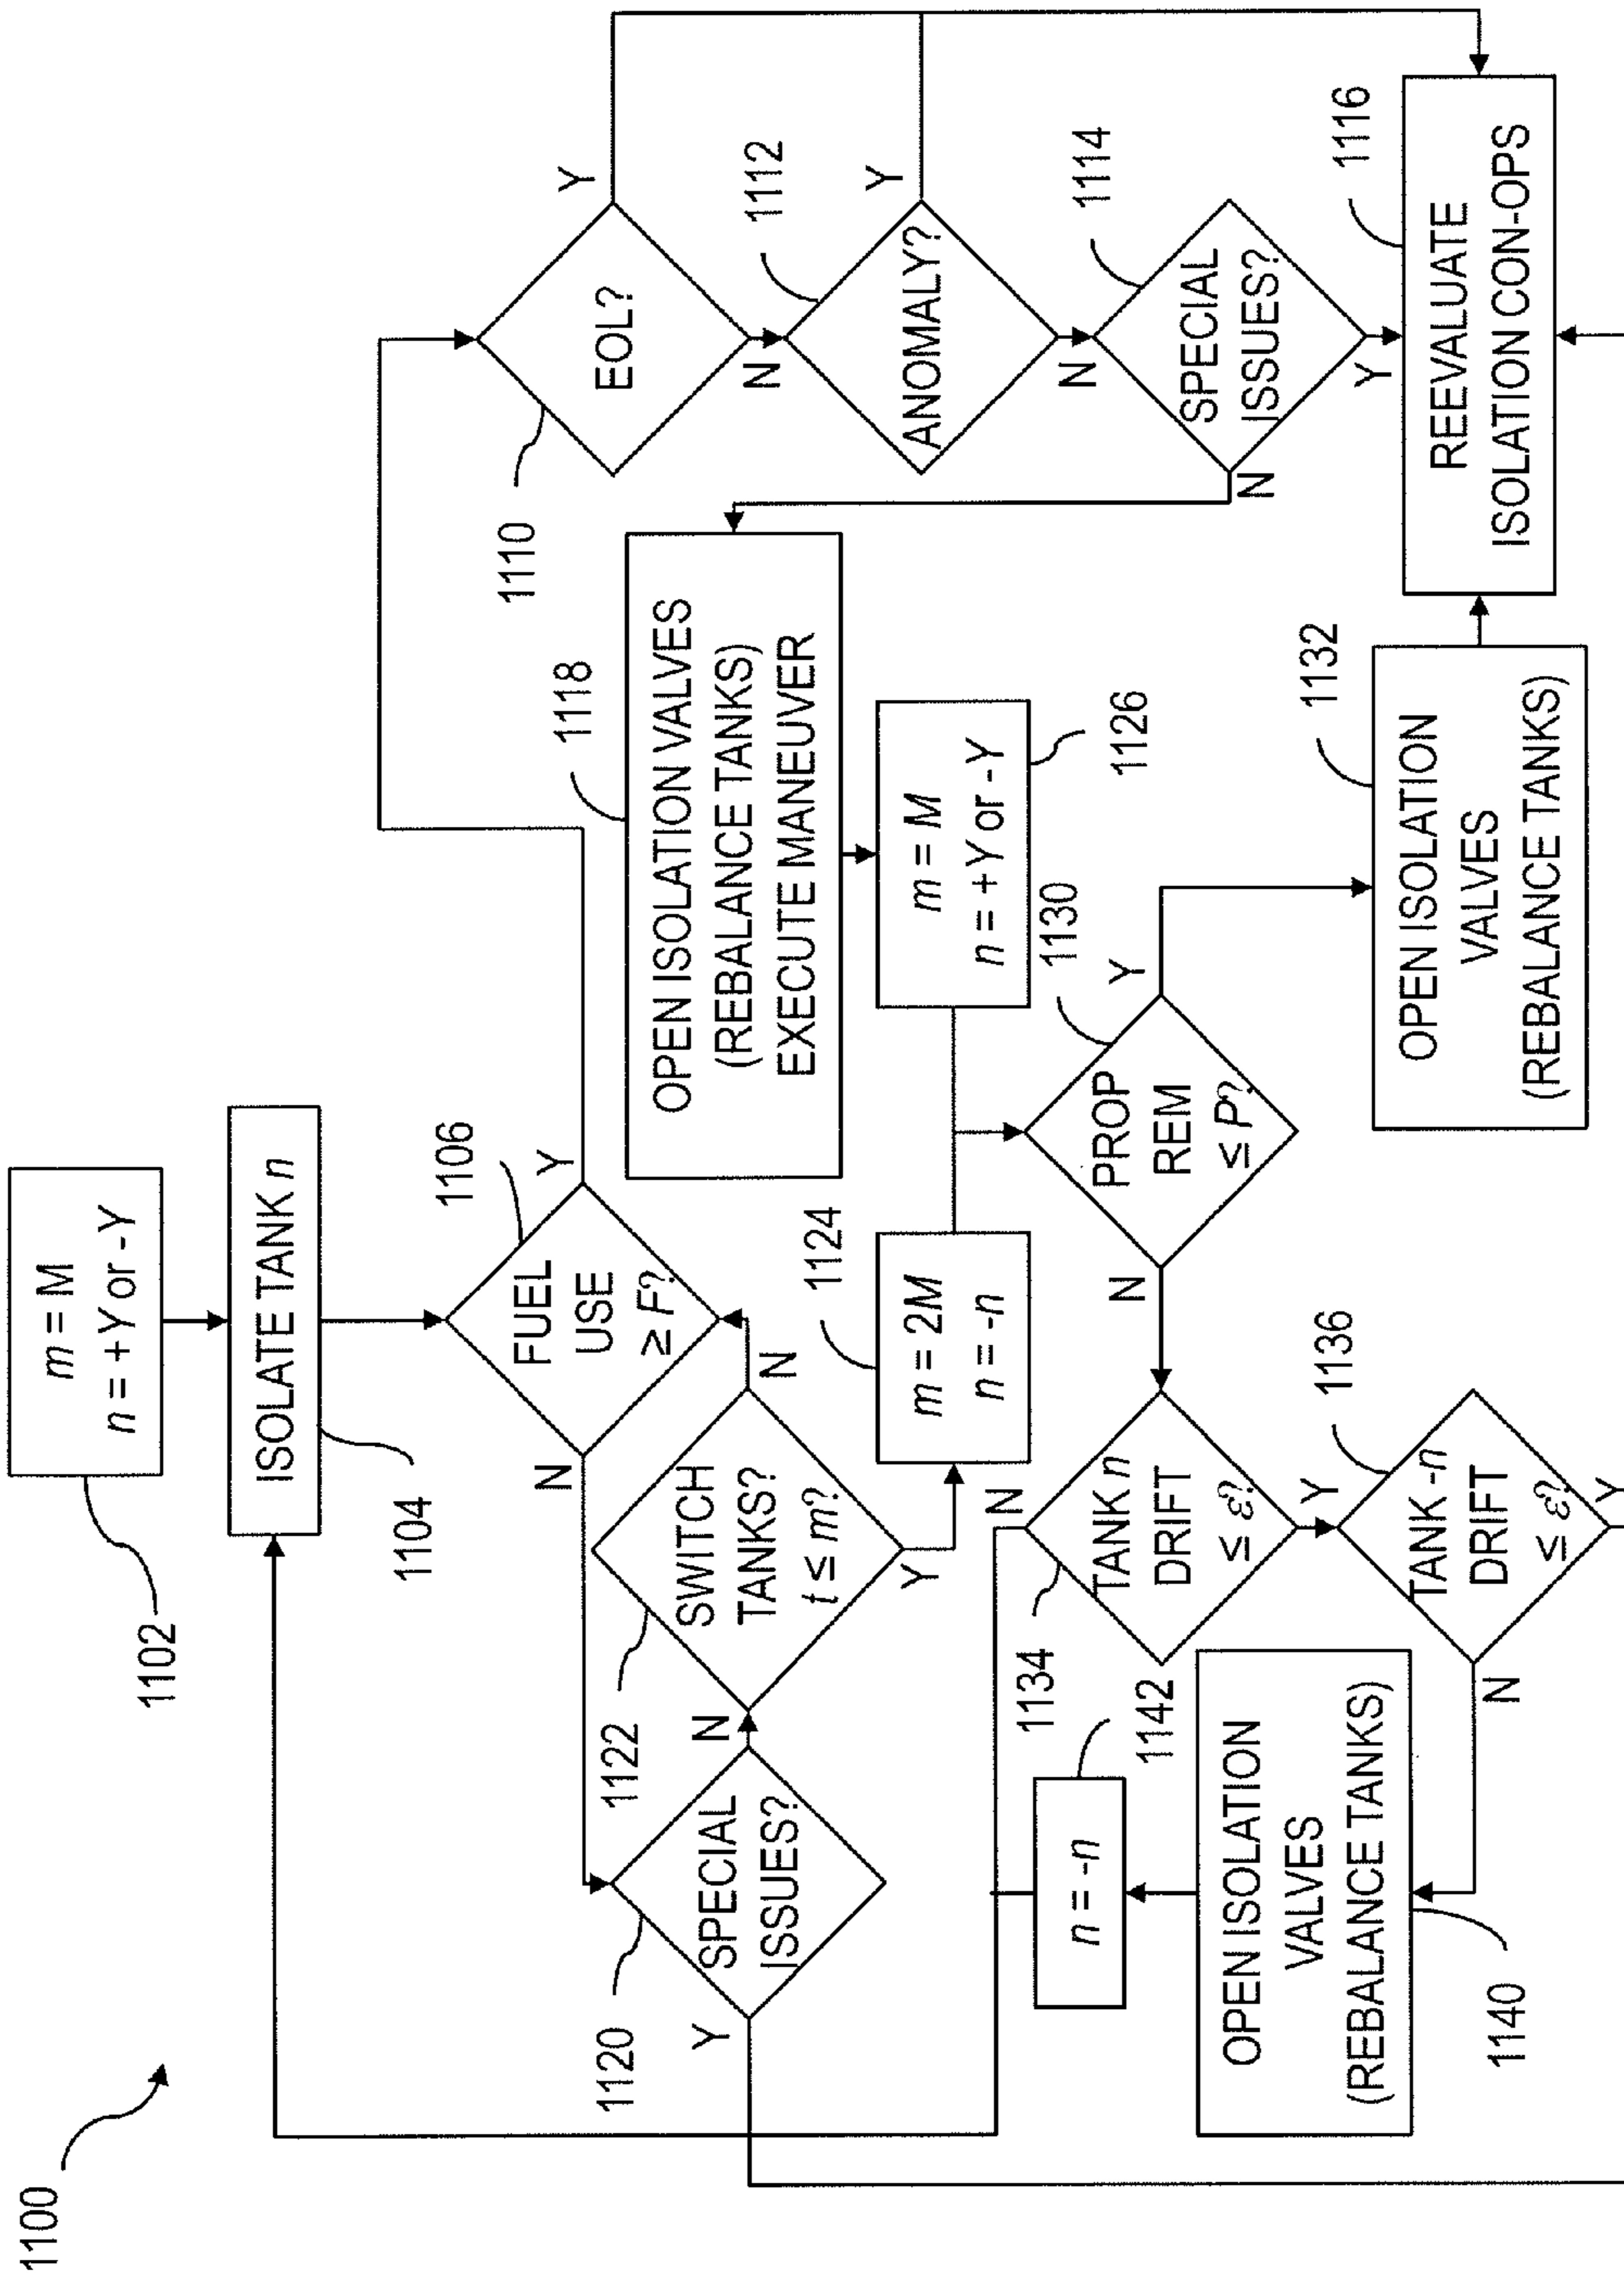 1100
1102
m = M
n = +Y or -Y
1104
ISOLATE TANK n
1106
FUEL
USE
≥ F?
Y
N
1110
EOL?
Y
N
1112
ANOMALY?
Y
N
1114
SPECIAL
ISSUES?
N
Y
1116
REEVALUATE
ISOLATION CON-OPS
1118
OPEN ISOLATION VALVES
(REBALANCE TANKS)
EXECUTE MANEUVER
1120
SPECIAL
ISSUES?
Y
N
1122
SWITCH
TANKS?
t ≤ m?
N
Y
1124
m = 2M
n = -n
1126
m = M
n = +Y or -Y
1130
PROP
REM
≤ P?
Y
N
1132
OPEN ISOLATION
VALVES
(REBALANCE TANKS)
1134
TANK n
DRIFT
≤ ε?
N
Y
1136
TANK -n
DRIFT
≤ ε?
N
Y
1140
OPEN ISOLATION
VALVES
(REBALANCE TANKS)
1142
n = -n